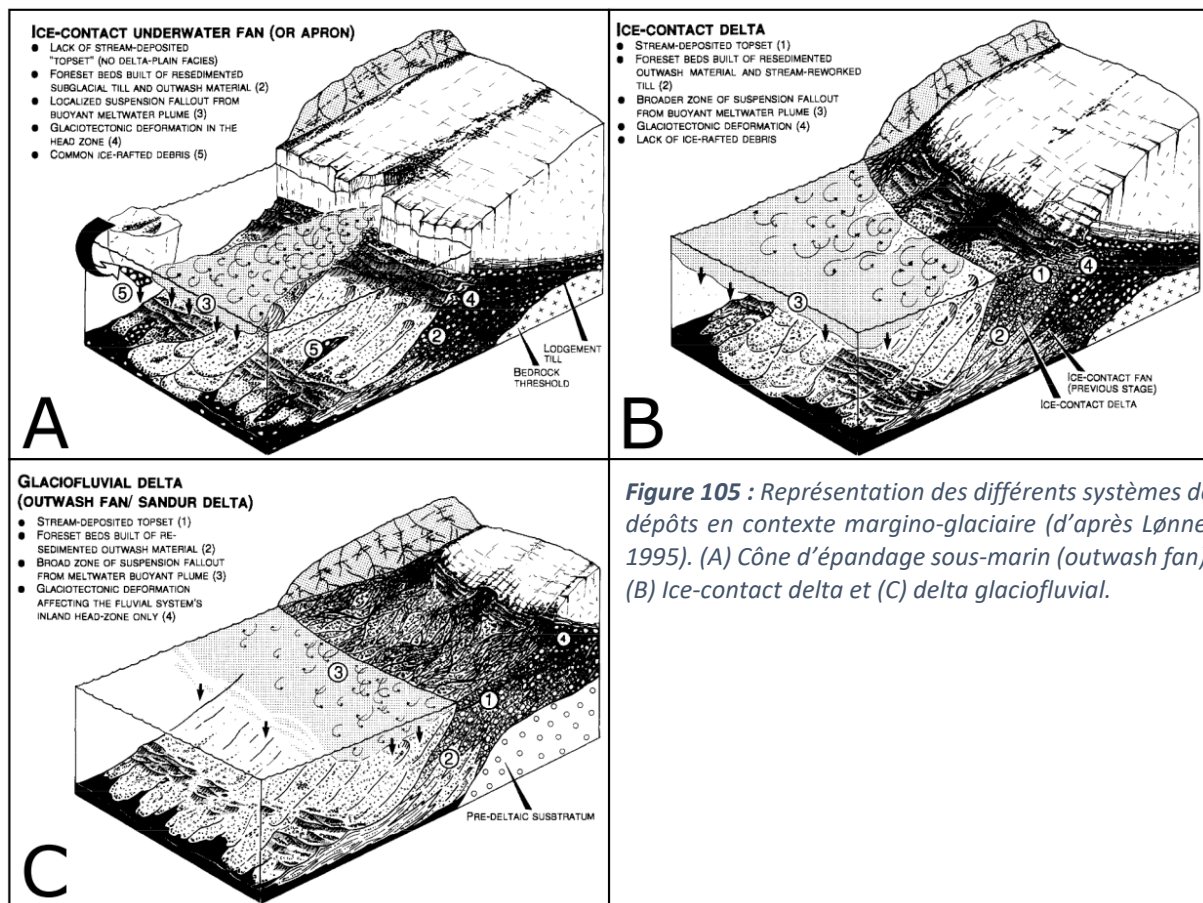 ICE-CONTACT UNDERWATER FAN (OR APRON)
● LACK OF STREAM-DEPOSITED
"TOPSET" (NO DELTA-PLAIN FACIES)
● FORESET BEDS BUILT OF RESEDIMENTED
SUBGLACIAL TILL AND OUTWASH MATERIAL (2)
● LOCALIZED SUSPENSION FALLOUT FROM
BUOYANT MELTWATER PLUME (3)
● GLACIOTECTONIC DEFORMATION IN THE
HEAD ZONE (4)
● COMMON ICE-RAFTED DEBRIS (5)
5
3
5
4
2
LODGEMENT
TILL
BEDROCK
THRESHOLD
A
ICE-CONTACT DELTA
● STREAM-DEPOSITED TOPSET (1)
● FORESET BEDS BUILT OF RESEDIMENTED
OUTWASH MATERIAL AND STREAM-REWORKED
TILL (2)
● BROADER ZONE OF SUSPENSION FALLOUT
FROM BUOYANT MELTWATER PLUME (3)
● GLACIOTECTONIC DEFORMATION (4)
● LACK OF ICE-RAFTED DEBRIS
3
1
4
2
ICE-CONTACT FAN
(PREVIOUS STAGE)
ICE-CONTACT DELTA
B
GLACIOFLUVIAL DELTA
(OUTWASH FAN/ SANDUR DELTA)
● STREAM-DEPOSITED TOPSET (1)
● FORESET BEDS BUILT OF RE-
SEDIMENTED OUTWASH MATERIAL (2)
● BROAD ZONE OF SUSPENSION FALLOUT
FROM MELTWATER BUOYANT PLUME (3)
● GLACIOTECTONIC DEFORMATION
AFFECTING THE FLUVIAL SYSTEM'S
INLAND HEAD-ZONE ONLY (4)
4
3
1
2
PRE-DELTAIC SUSBTRATUM
C
Figure 105 : Représentation des différents systèmes de
dépôts en contexte margino-glaciaire (d'après Lønne
1995). (A) Cône d'épandage sous-marin (outwash fan)
(B) Ice-contact delta et (C) delta glaciofluvial.